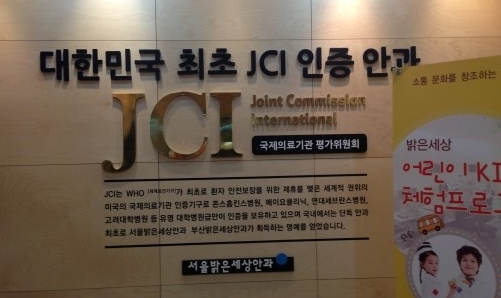 대한민국 최초 JCI 인증 안과
JCI
Joint Commission
International
국제의료기관 평가위원회
JCI는 WHO (세계보건기구)가 최초로 환자 안전보장을 위한 제휴를 맺은 세계적 권위의
미국의 국제의료기관 인증기구로 존스홉킨스병원, 메이요클리닉, 연대세브란스병원,
고려대학병원 등 유명 대학병원급만이 인증을 보유하고 있으며 국내에서는 단독 안과
최초로 서울밝은세상안과 부산밝은세상안과가 획득하는 영예를 얻었습니다.
서울밝은세상안과
소통 문화를 창조하는
밝은세상
어린이 KI
체험프로